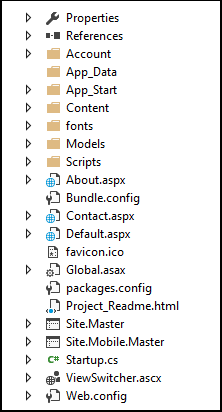 Properties
References
Account
App_Data
App_Start
Content
fonts
Models
Scripts
About.aspx
Bundle.config
Contact.aspx
Default.aspx
favicon.ico
Global.asax
packages.config
Project_Readme.html
Site.Master
Site.Mobile.Master
C# Startup.cs
ViewSwitcher.ascx
Web.config